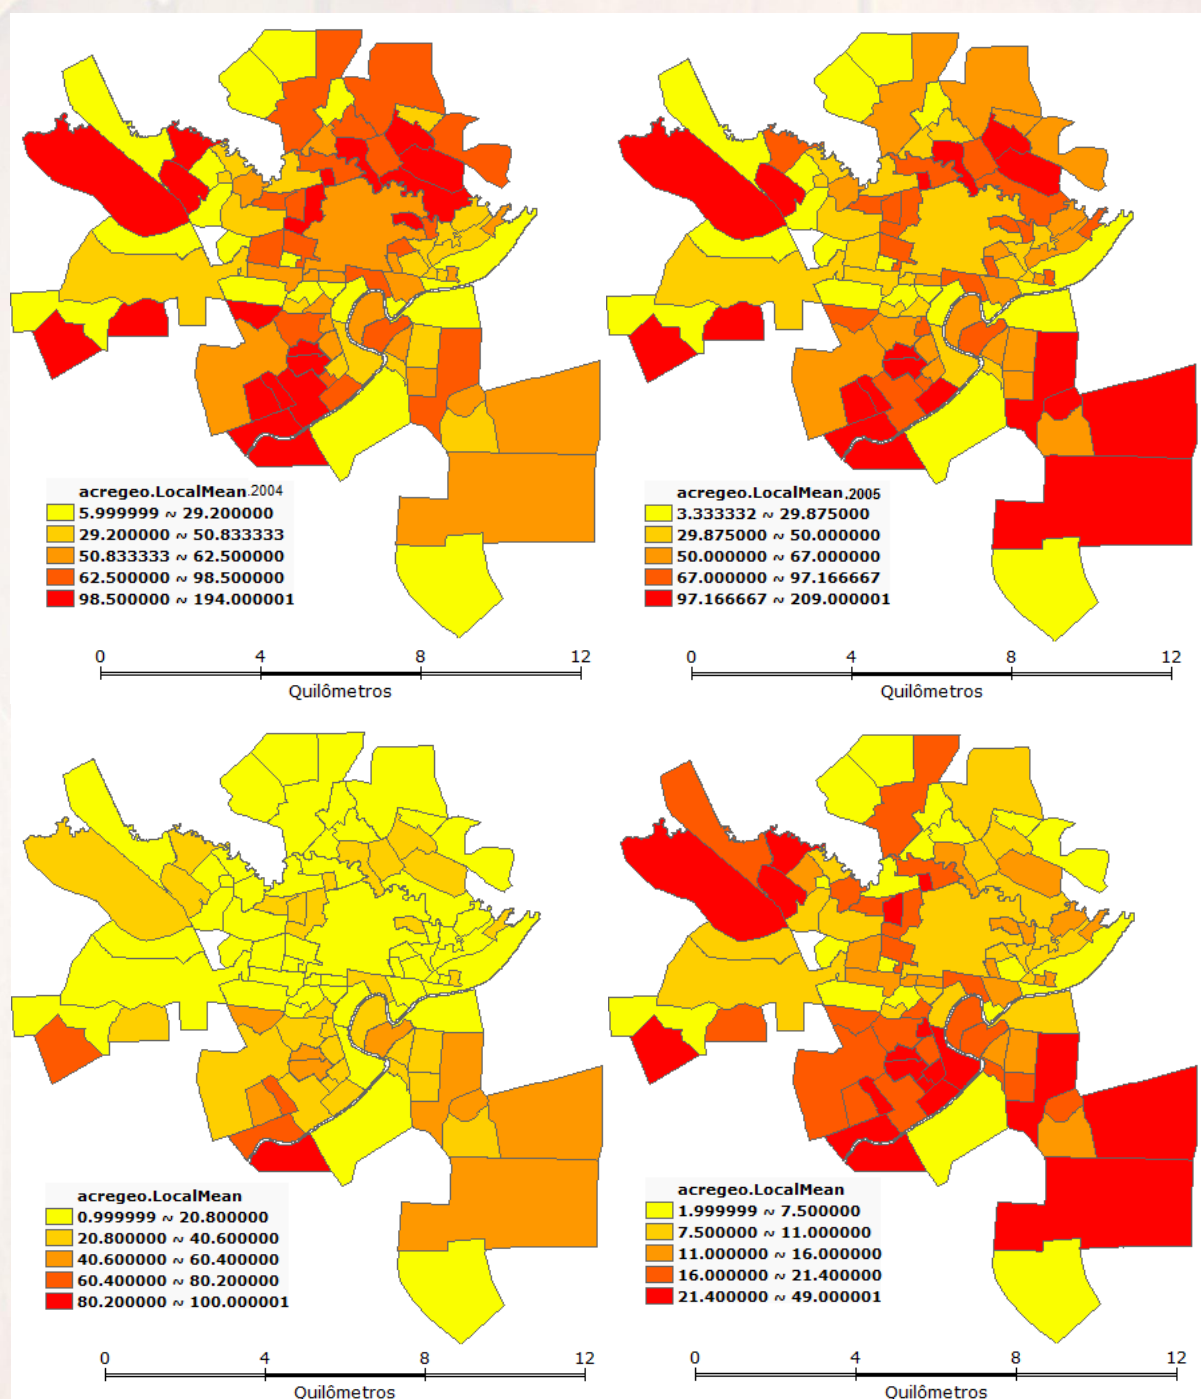 acregeo.LocalMean.2004
5.999999 ~ 29.200000
29.200000 ~ 50.833333
50.833333 ~ 62.500000
62.500000 ~ 98.500000
98.500000 ~ 194.000001
0 4 8 12
Quilômetros
acregeo.LocalMean.2005
3.333332 ~ 29.875000
29.875000 ~ 50.000000
50.000000 ~ 67.000000
67.000000 ~ 97.166667
97.166667 ~ 209.000001
0 4 8 12
Quilômetros
acregeo.LocalMean
0.999999 ~ 20.800000
20.800000 ~ 40.600000
40.600000 ~ 60.400000
60.400000 ~ 80.200000
80.200000 ~ 100.000001
0 4 8 12
Quilômetros
acregeo.LocalMean
1.999999 ~ 7.500000
7.500000 ~ 11.000000
11.000000 ~ 16.000000
16.000000 ~ 21.400000
21.400000 ~ 49.000001
0 4 8 12
Quilômetros